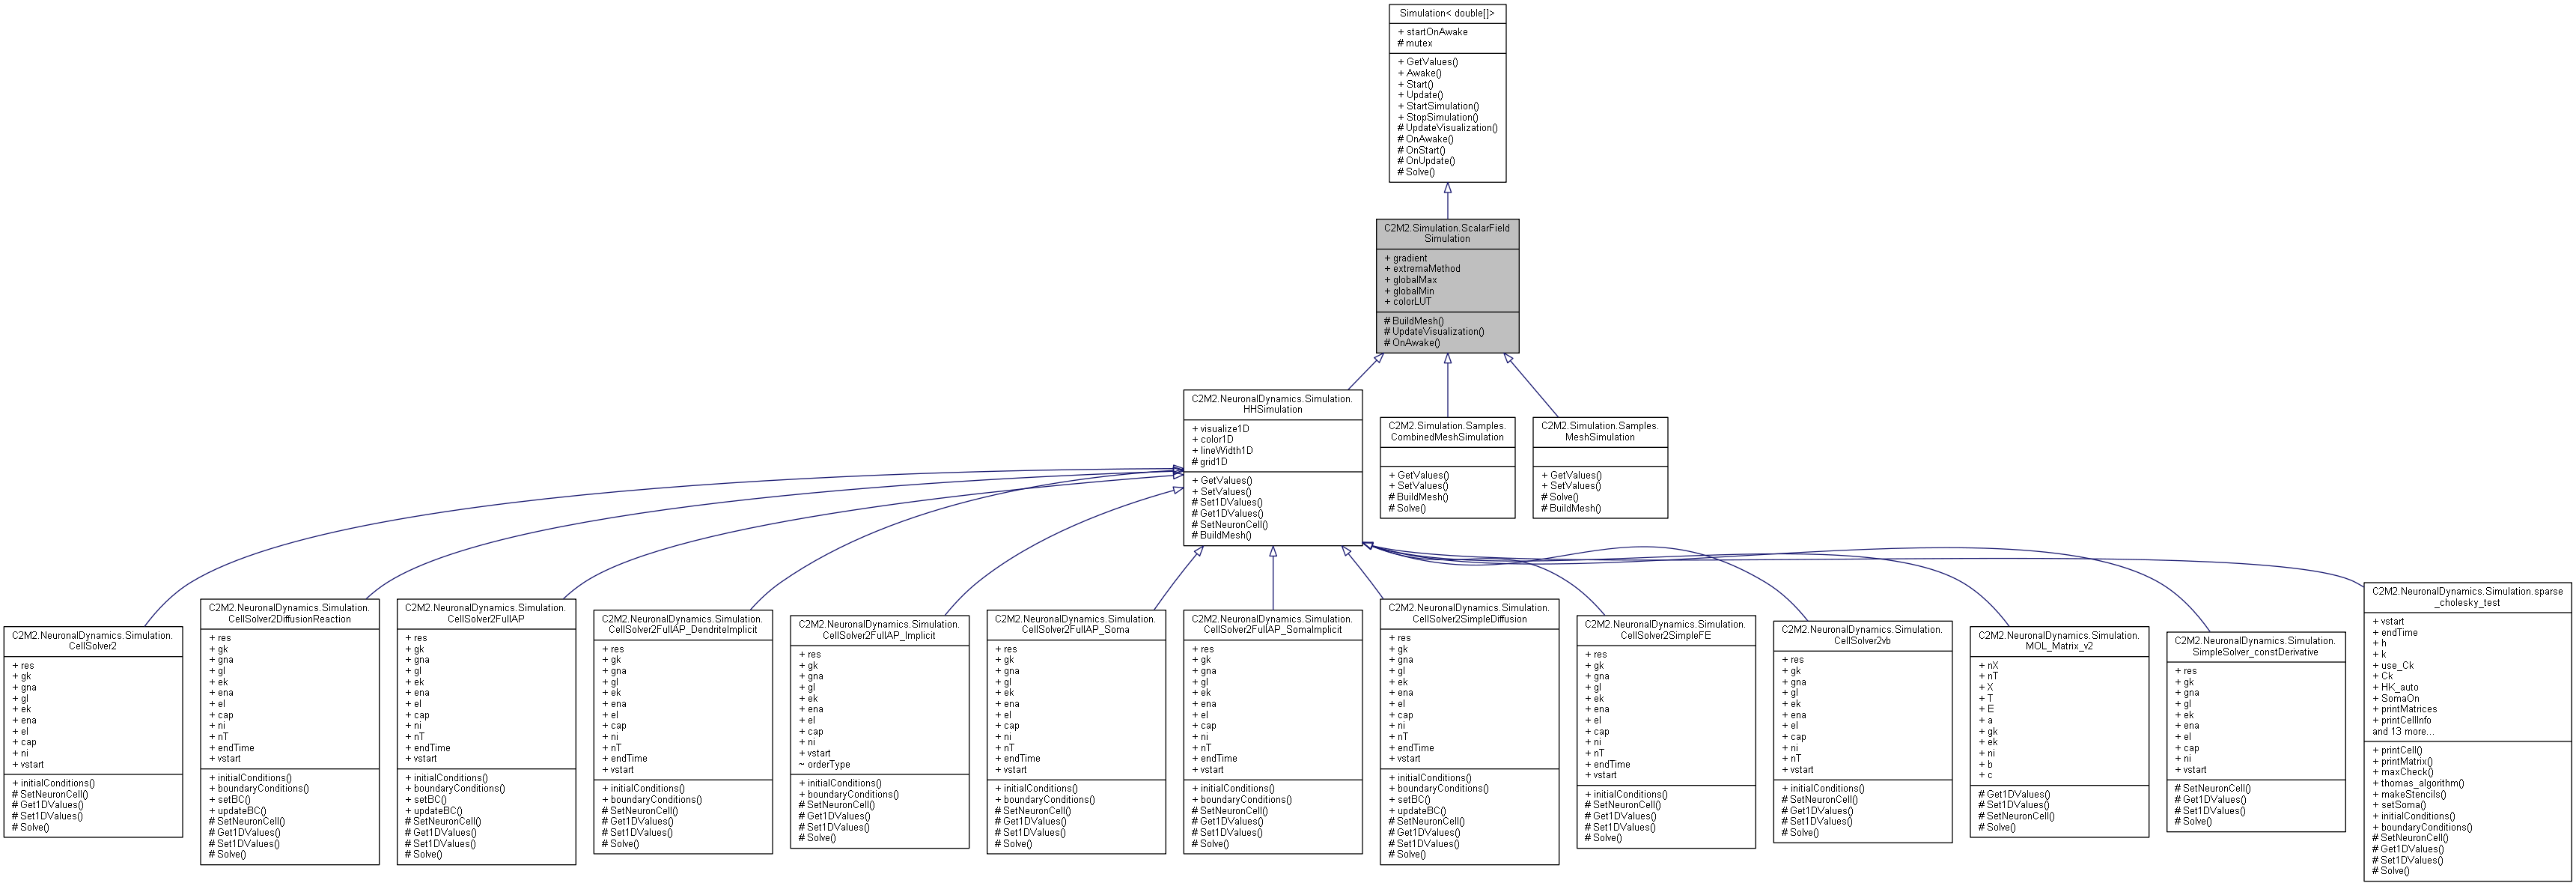 Simulation< double[]>
+ startOnAwake
# mutex
+ GetValues()
+ Awake()
+ Start()
+ Update()
+ StartSimulation()
+ StopSimulation()
# UpdateVisualization()
# OnAwake()
# OnStart()
# OnUpdate()
# Solve()
C2M2.Simulation.ScalarField
Simulation
+ gradient
+ extremaMethod
+ globalMax
+ globalMin
+ colorLUT
# BuildMesh()
# UpdateVisualization()
# OnAwake()
C2M2.NeuronalDynamics.Simulation.
HHSimulation
+ visualize1D
+ color1D
+ lineWidth1D
# grid1D
+ GetValues()
+ SetValues()
# Set1DValues()
# Get1DValues()
# SetNeuronCell()
# BuildMesh()
C2M2.Simulation.Samples.
CombinedMeshSimulation
+ GetValues()
+ SetValues()
# BuildMesh()
# Solve()
C2M2.Simulation.Samples.
MeshSimulation
+ GetValues()
+ SetValues()
# Solve()
# BuildMesh()
C2M2.NeuronalDynamics.Simulation.
CellSolver2
+ res
+ gk
+ gna
+ gl
+ ek
+ ena
+ el
+ cap
+ ni
+ vstart
+ initialConditions()
# SetNeuronCell()
# Get1DValues()
# Set1DValues()
# Solve()
C2M2.NeuronalDynamics.Simulation.
CellSolver2DiffusionReaction
+ res
+ gk
+ gna
+ gl
+ ek
+ ena
+ el
+ cap
+ ni
+ nT
+ endTime
+ vstart
+ initialConditions()
+ boundaryConditions()
+ setBC()
+ updateBC()
# SetNeuronCell()
# Get1DValues()
# Set1DValues()
# Solve()
C2M2.NeuronalDynamics.Simulation.
CellSolver2FullAP
+ res
+ gk
+ gna
+ gl
+ ek
+ ena
+ el
+ cap
+ ni
+ nT
+ endTime
+ vstart
+ initialConditions()
+ boundaryConditions()
+ setBC()
+ updateBC()
# SetNeuronCell()
# Get1DValues()
# Set1DValues()
# Solve()
C2M2.NeuronalDynamics.Simulation.
CellSolver2FullAP_DendriteImplicit
+ res
+ gk
+ gna
+ gl
+ ek
+ ena
+ el
+ cap
+ ni
+ nT
+ endTime
+ vstart
+ initialConditions()
+ boundaryConditions()
# SetNeuronCell()
# Get1DValues()
# Set1DValues()
# Solve()
C2M2.NeuronalDynamics.Simulation.
CellSolver2FullAP_Implicit
+ res
+ gk
+ gna
+ gl
+ ek
+ ena
+ el
+ cap
+ ni
+ vstart
~ orderType
+ initialConditions()
+ boundaryConditions()
# SetNeuronCell()
# Get1DValues()
# Set1DValues()
# Solve()
C2M2.NeuronalDynamics.Simulation.
CellSolver2FullAP_Soma
+ res
+ gk
+ gna
+ gl
+ ek
+ ena
+ el
+ cap
+ ni
+ nT
+ endTime
+ vstart
+ initialConditions()
+ boundaryConditions()
# SetNeuronCell()
# Get1DValues()
# Set1DValues()
# Solve()
C2M2.NeuronalDynamics.Simulation.
CellSolver2FullAP_SomaImplicit
+ res
+ gk
+ gna
+ gl
+ ek
+ ena
+ el
+ cap
+ ni
+ nT
+ endTime
+ vstart
+ initialConditions()
+ boundaryConditions()
# SetNeuronCell()
# Get1DValues()
# Set1DValues()
# Solve()
C2M2.NeuronalDynamics.Simulation.
CellSolver2SimpleDiffusion
+ res
+ gk
+ gna
+ gl
+ ek
+ ena
+ el
+ cap
+ ni
+ nT
+ endTime
+ vstart
+ initialConditions()
+ boundaryConditions()
+ setBC()
+ updateBC()
# SetNeuronCell()
# Get1DValues()
# Set1DValues()
# Solve()
C2M2.NeuronalDynamics.Simulation.
CellSolver2SimpleFE
+ res
+ gk
+ gna
+ gl
+ ek
+ ena
+ el
+ cap
+ ni
+ nT
+ endTime
+ vstart
+ initialConditions()
# SetNeuronCell()
# Get1DValues()
# Set1DValues()
# Solve()
C2M2.NeuronalDynamics.Simulation.
CellSolver2vb
+ res
+ gk
+ gna
+ gl
+ ek
+ ena
+ el
+ cap
+ ni
+ nT
+ vstart
+ initialConditions()
# SetNeuronCell()
# Get1DValues()
# Set1DValues()
# Solve()
C2M2.NeuronalDynamics.Simulation.
MOL_Matrix_v2
+ nX
+ nT
+ X
+ T
+ E
+ a
+ gk
+ ek
+ ni
+ b
+ c
# Get1DValues()
# Set1DValues()
# SetNeuronCell()
# Solve()
C2M2.NeuronalDynamics.Simulation.
SimpleSolver_constDerivative
+ res
+ gk
+ gna
+ gl
+ ek
+ ena
+ el
+ cap
+ ni
+ vstart
# SetNeuronCell()
# Get1DValues()
# Set1DValues()
# Solve()
C2M2.NeuronalDynamics.Simulation.sparse
_cholesky_test
+ vstart
+ endTime
+ h
+ k
+ use_Ck
+ Ck
+ HK_auto
+ SomaOn
+ printMatrices
+ printCellInfo
and 13 more...
+ printCell()
+ printMatrix()
+ maxCheck()
+ thomas_algorithm()
+ makeStencils()
+ setSoma()
+ initialConditions()
+ boundaryConditions()
# SetNeuronCell()
# Get1DValues()
# Set1DValues()
# Solve()